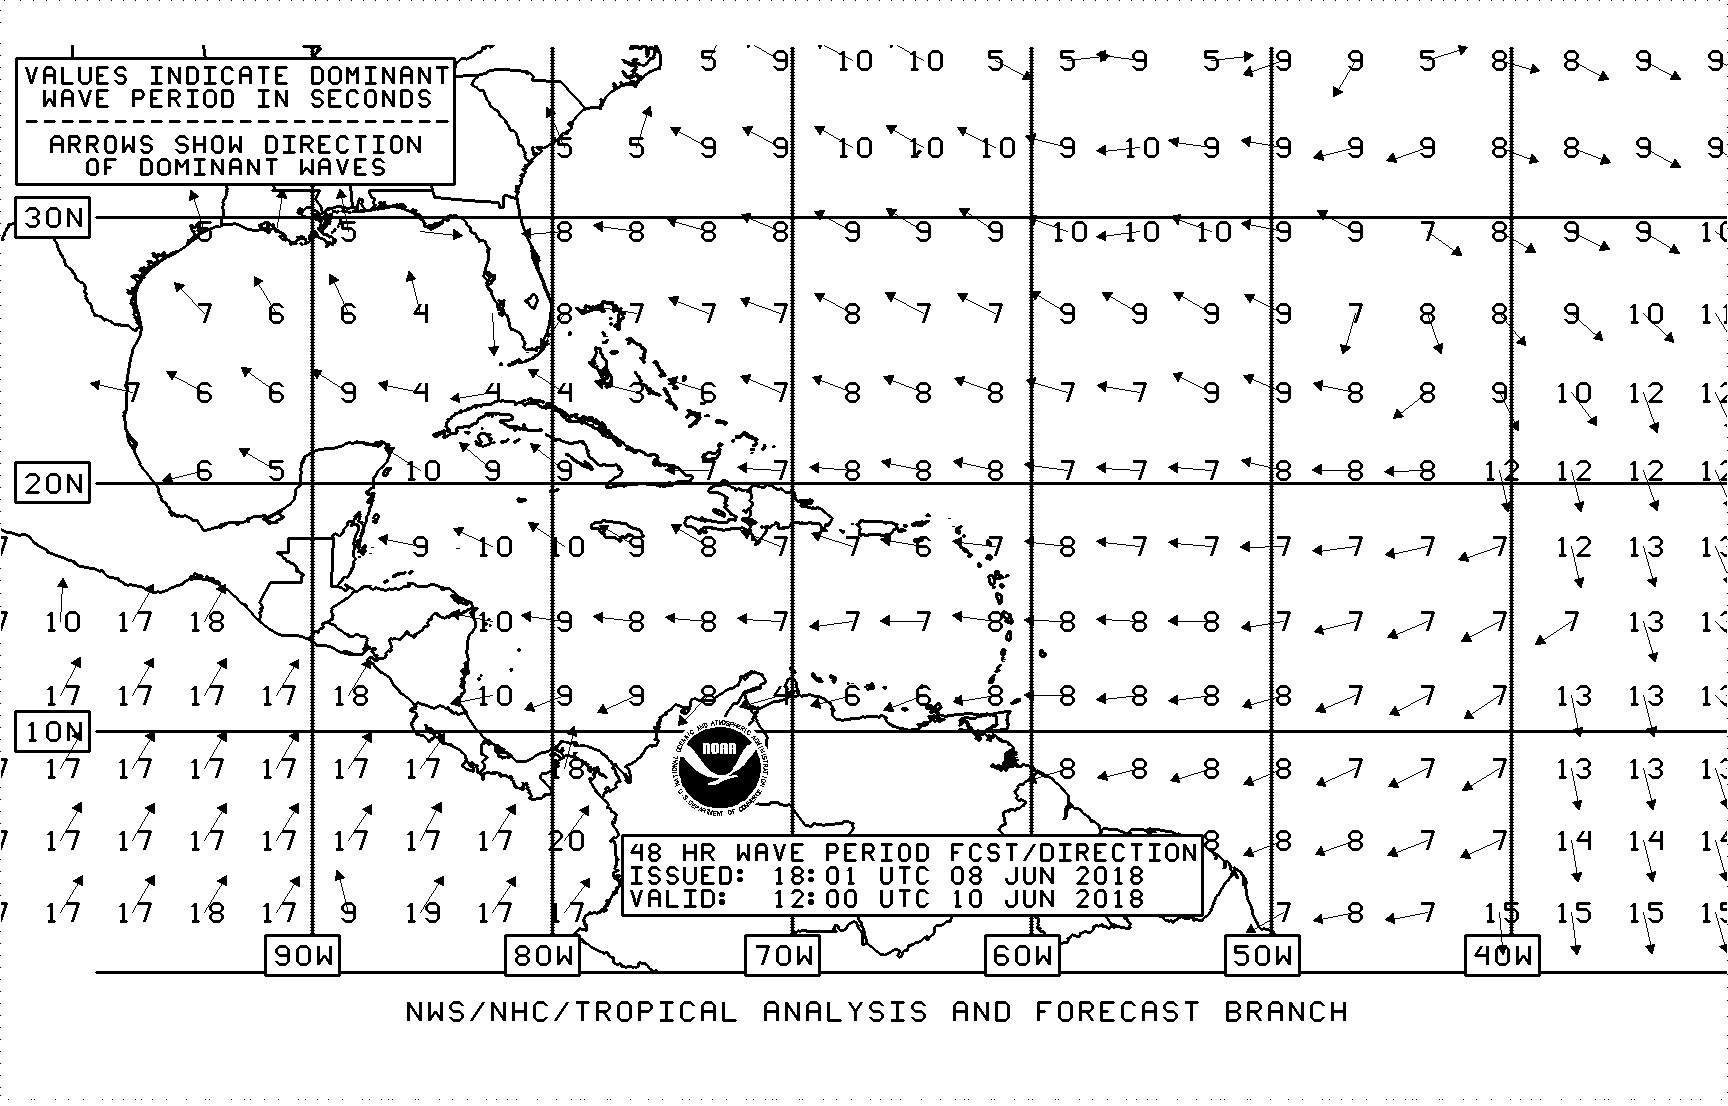 5 9 10 10 5 5 9 5 9 9 5 8 8 9 9
VALUES INDICATE DOMINANT
WAVE PERIOD IN SECONDS
ARROWS SHOW DIRECTION
OF DOMINANT WAVES
5 5 9 9 10 10 10 9 10 9 9 9 9 8 8 9 9
30N
5 5 8 8 8 8 9 9 9 10 10 10 9 9 7 8 9 9 10
7 6 6 4 8 7 7 7 8 7 7 9 9 9 9 7 8 8 9 10 11
7 6 6 9 4 4 4 3 6 7 8 8 8 7 7 9 9 8 8 9 10 12 12
6 5 10 9 9 7 7 8 8 8 7 7 7 8 8 8 12 12 12 12
20N
7 9 10 10 9 8 7 7 6 7 8 7 7 7 7 7 7 12 13 13
7 10 17 18 10 9 8 8 7 7 7 8 8 8 8 7 7 7 7 7 13 13
17 17 17 17 18 10 9 9 8 4 6 6 8 8 8 8 8 7 7 7 13 13 13
10N
7 17 17 17 17 17 17 18 8 8 8 8 7 7 7 13 13 13
NOAA
NATIONAL OCEANIC AND ATMOSPHERIC ADMINISTRATION
U.S. DEPARTMENT OF COMMERCE
7 17 17 17 17 17 17 17 20 8 8 8 7 7 14 14 14
48 HR WAVE PERIOD FCST/DIRECTION
ISSUED: 18:01 UTC 08 JUN 2018
VALID: 12:00 UTC 10 JUN 2018
7 17 17 18 17 9 19 17 17 7 8 7 15 15 15 15
90W 80W 70W 60W 50W 40W
NWS/NHC/TROPICAL ANALYSIS AND FORECAST BRANCH